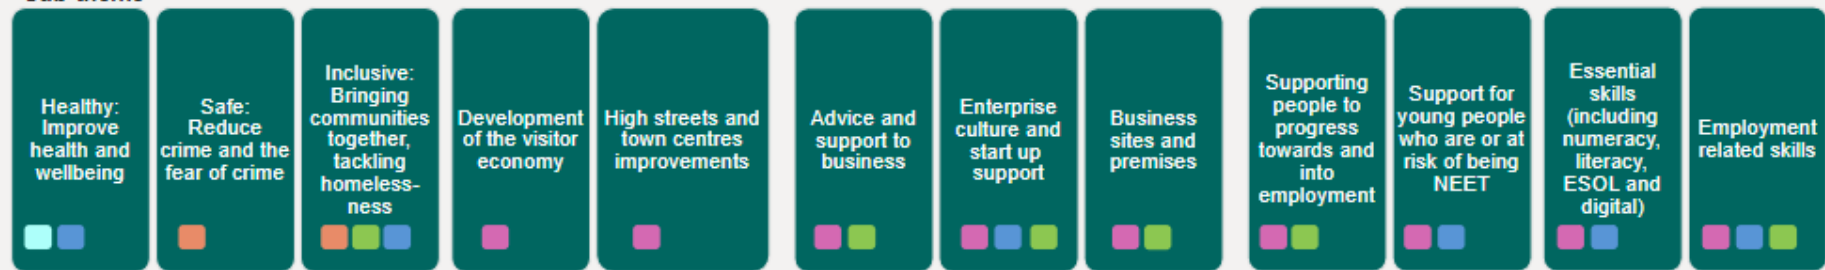 Sub-theme
Healthy:
Improve
health and
wellbeing
Safe:
Reduce
crime and the
fear of crime
Inclusive:
Bringing
communities
together,
tackling
homeless-
ness
Development
of the visitor
economy
High streets and
town centres
improvements
Advice and
support to
business
Enterprise
culture and
start up
support
Business
sites and
premises
Supporting
people to
progress
towards and
into
employment
Support for
young people
who are or at
risk of being
NEET
Essential
skills
(including
numeracy,
literacy,
ESOL and
digital)
Employment
related skills